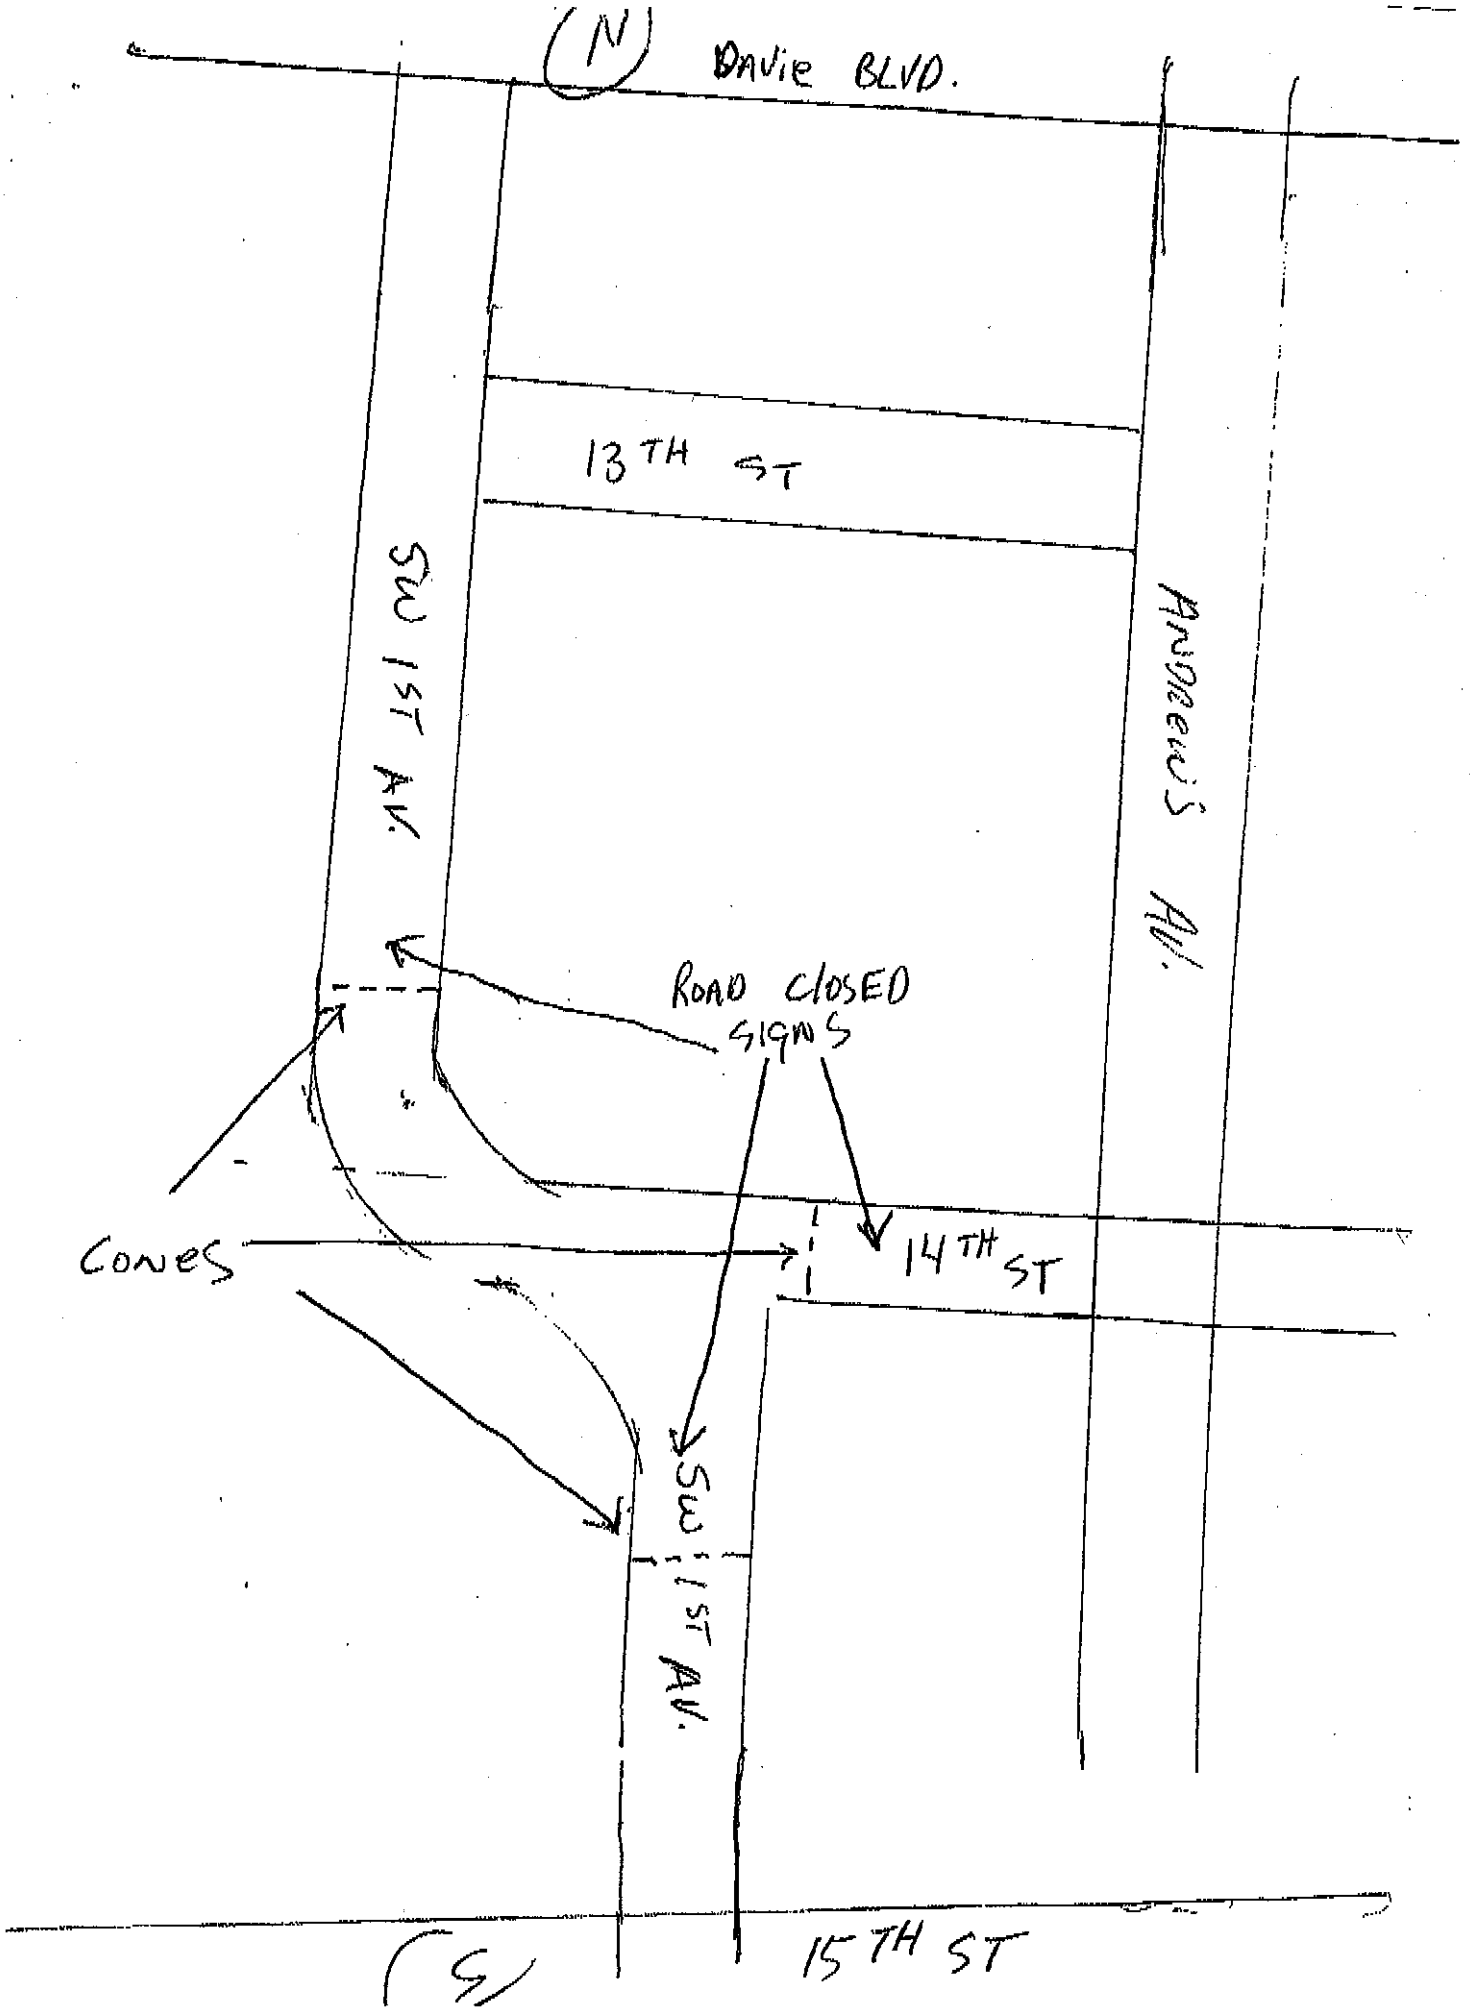 N
DAVie BLVD.
13TH ST
SW 1ST AV.
ANDRewS AV.
ROAD ClOSED
SIGNS
CONeS
14TH ST
SW 1ST AV.
S
15TH ST